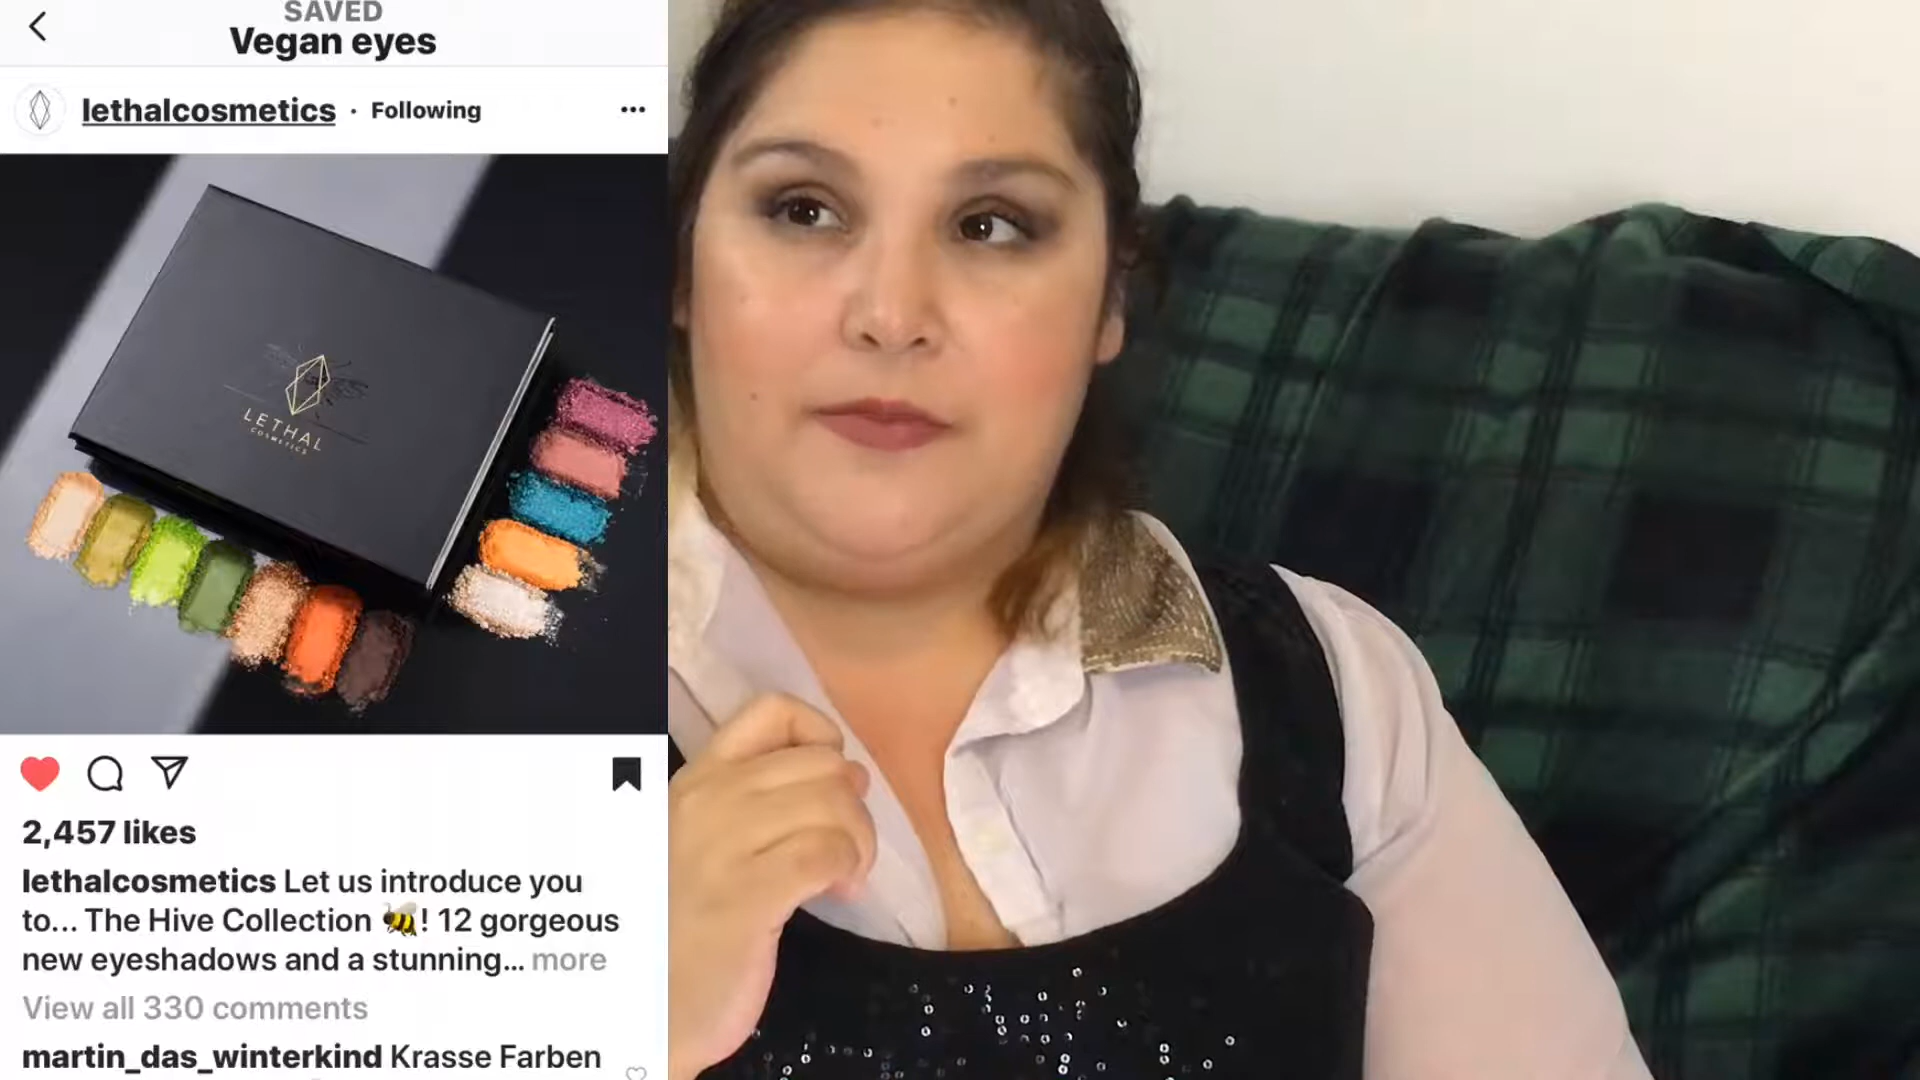 SAVED
Vegan eyes
lethalcosmetics · Following
LETHAL
COSMETICS
2,457 likes
lethalcosmetics Let us introduce you
to... The Hive Collection 🐝! 12 gorgeous
new eyeshadows and a stunning... more
View all 330 comments
martin_das_winterkind Krasse Farben